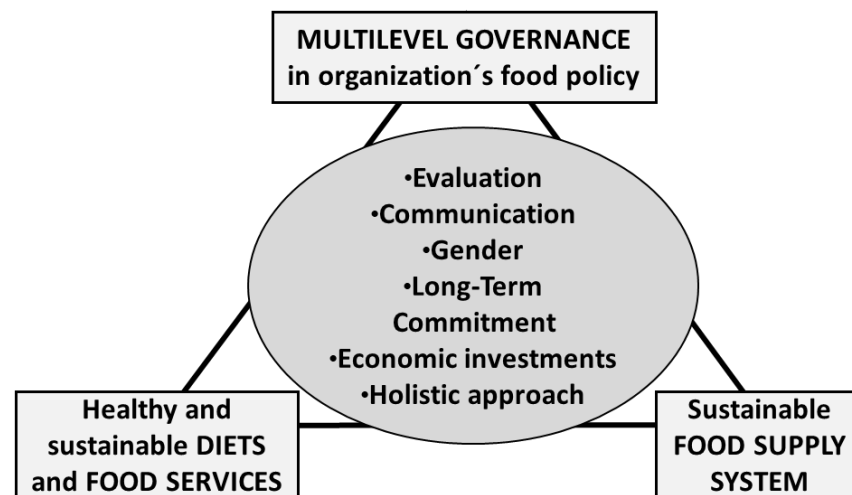 MULTILEVEL GOVERNANCE
in organization´s food policy
•Evaluation
•Communication
•Gender
•Long-Term
Commitment
•Economic investments
•Holistic approach
Healthy and
sustainable DIETS
and FOOD SERVICES
Sustainable
FOOD SUPPLY
SYSTEM